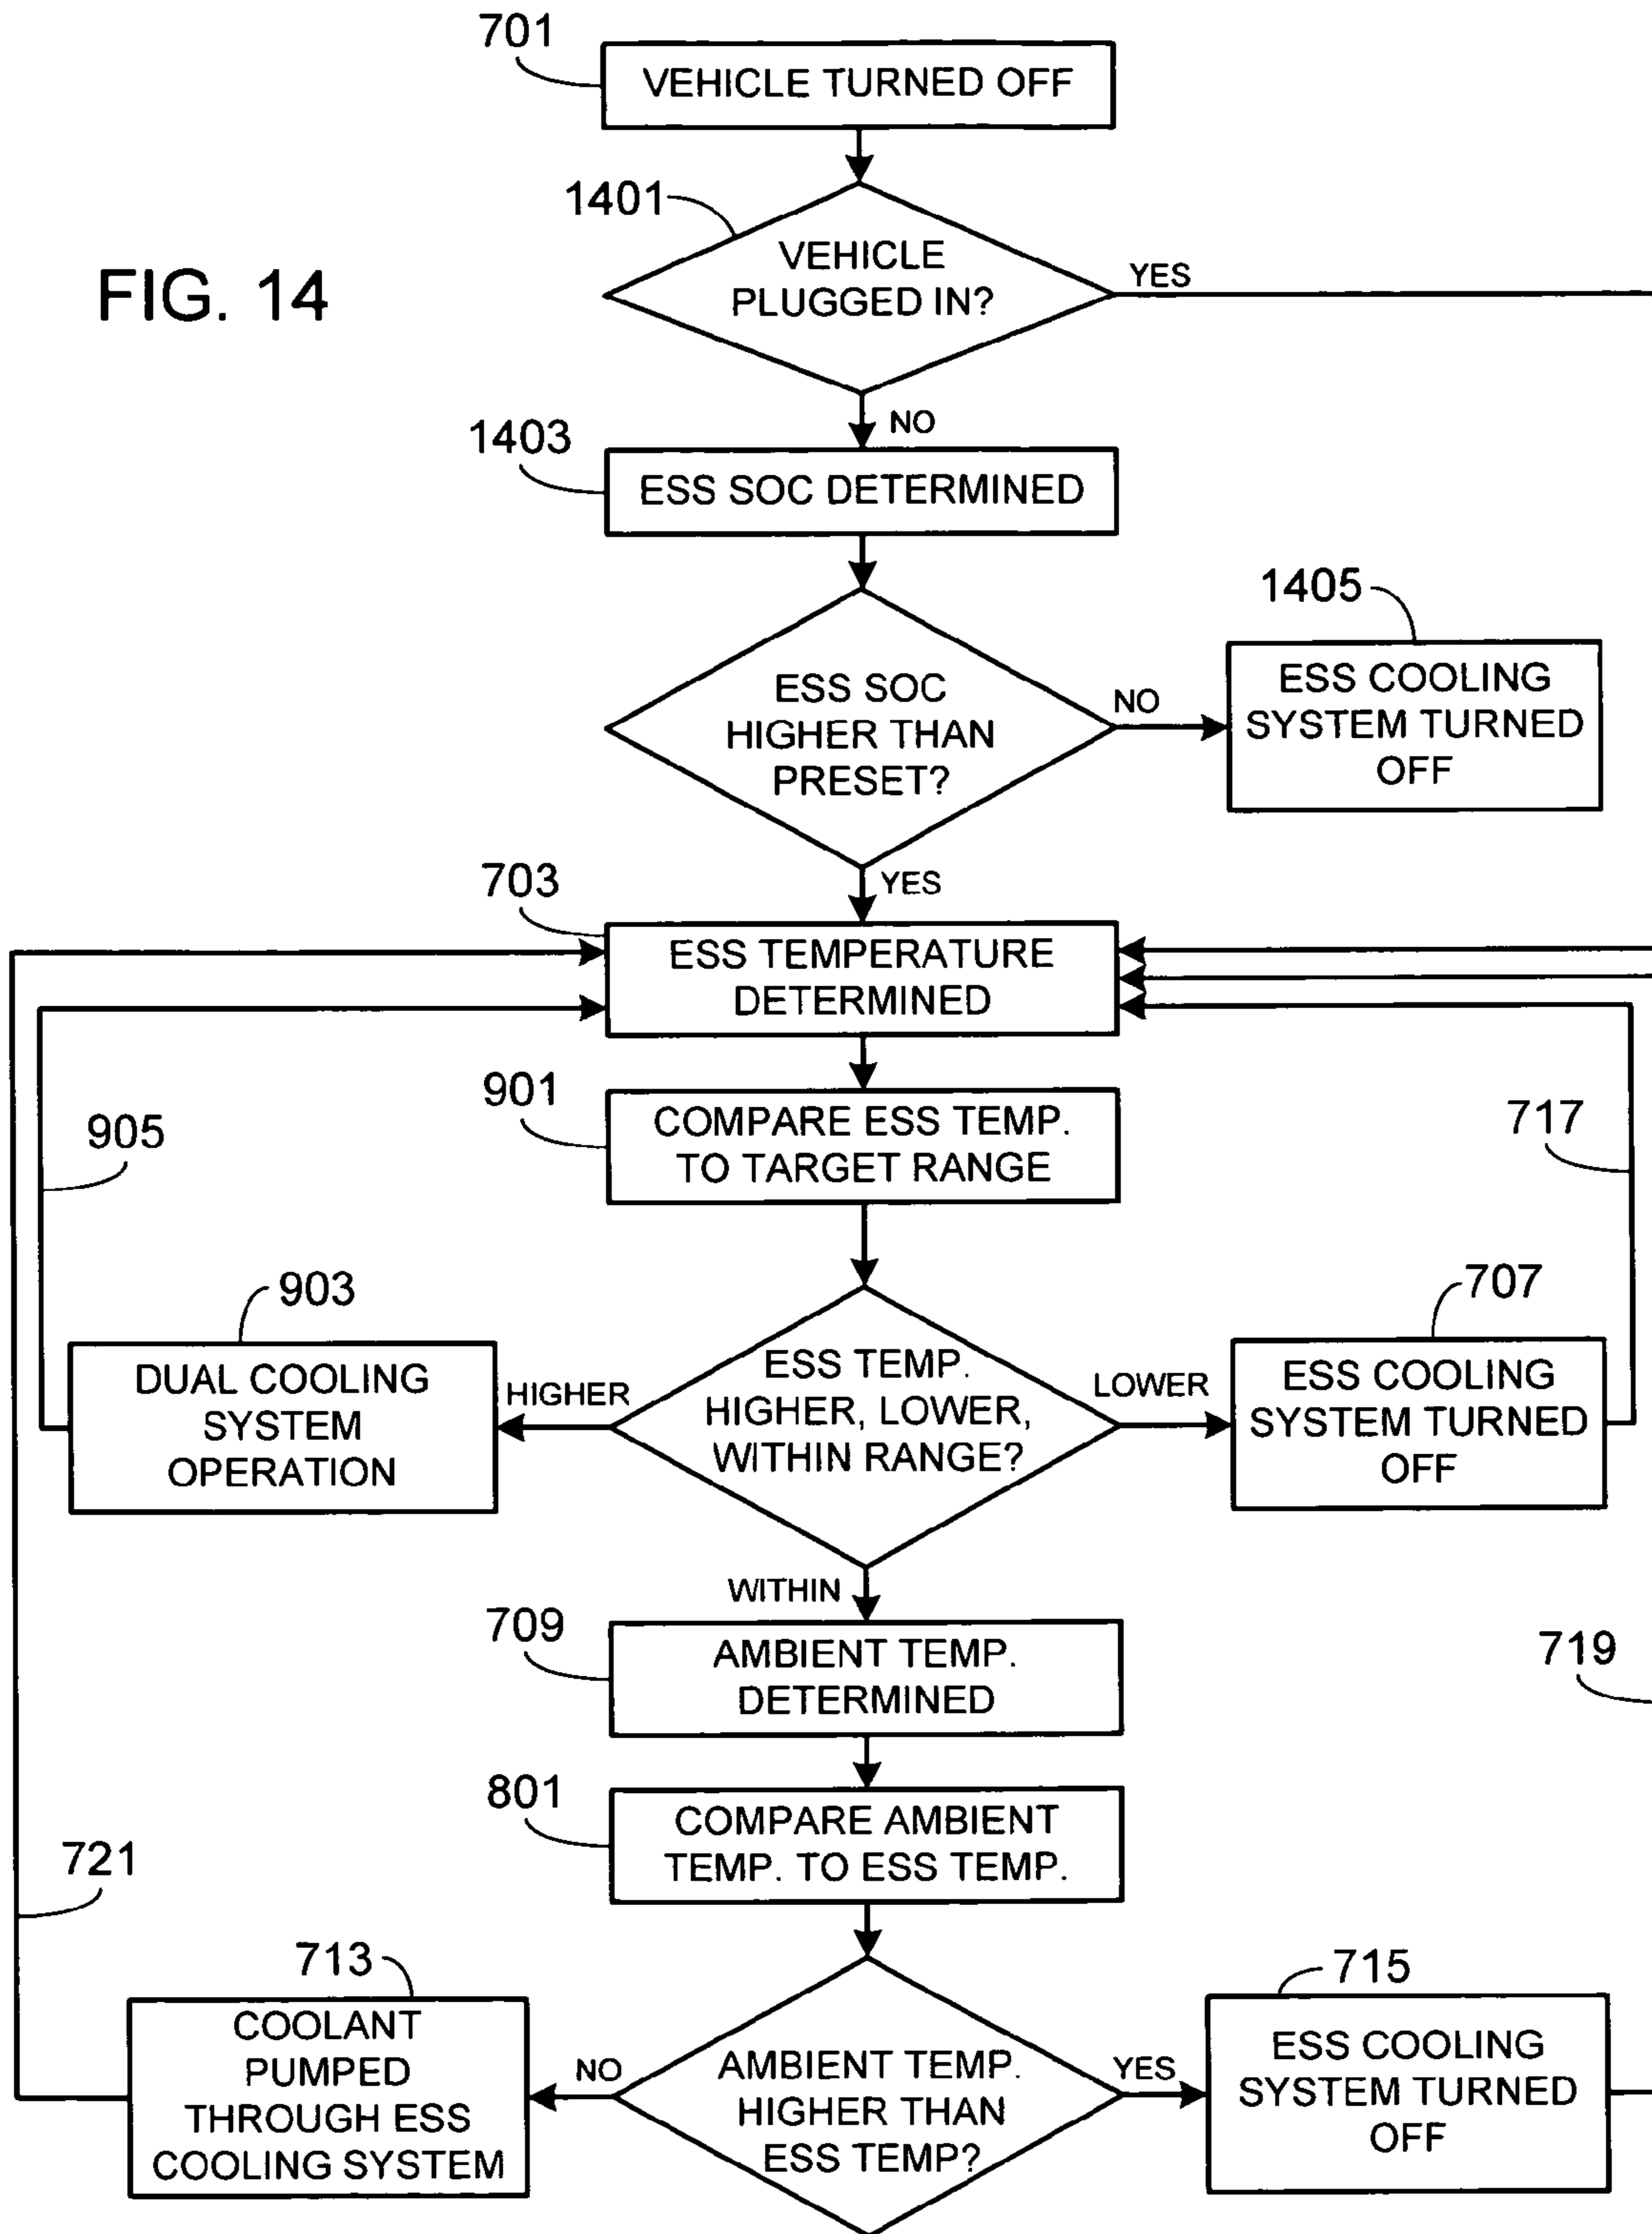 701
VEHICLE TURNED OFF
1401
VEHICLE
PLUGGED IN?
YES
FIG. 14
NO
1403
ESS SOC DETERMINED
1405
ESS SOC
HIGHER THAN
PRESET?
NO
ESS COOLING
SYSTEM TURNED
OFF
YES
703
ESS TEMPERATURE
DETERMINED
901
COMPARE ESS TEMP.
TO TARGET RANGE
905
717
903
707
DUAL COOLING
SYSTEM
OPERATION
HIGHER
ESS TEMP.
HIGHER, LOWER,
WITHIN RANGE?
LOWER
ESS COOLING
SYSTEM TURNED
OFF
WITHIN
709
AMBIENT TEMP.
DETERMINED
719
801
COMPARE AMBIENT
TEMP. TO ESS TEMP.
721
713
715
COOLANT
PUMPED
THROUGH ESS
COOLING SYSTEM
NO
AMBIENT TEMP.
HIGHER THAN
ESS TEMP?
YES
ESS COOLING
SYSTEM TURNED
OFF